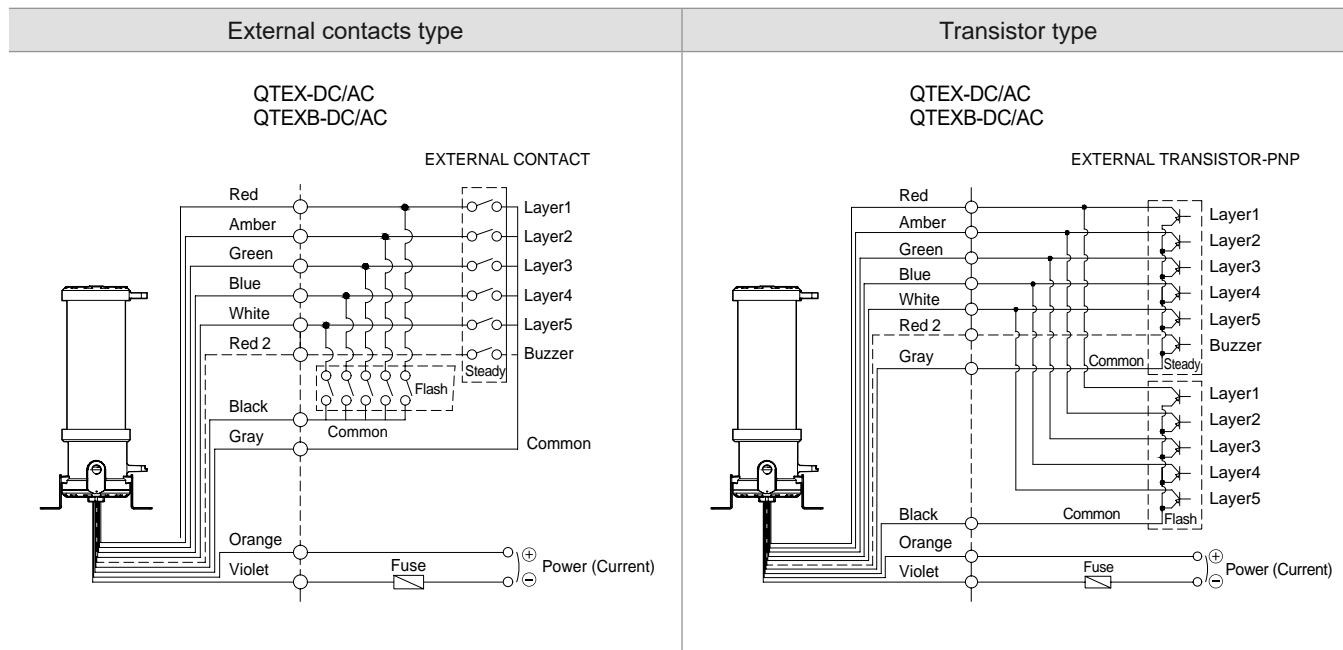 External contacts type
QTEX-DC/AC
QTEXB-DC/AC
EXTERNAL CONTACT
Red
Layer1
Amber
Layer2
Green
Layer3
Blue
Layer4
White
Layer5
Red 2
Buzzer
Steady
Flash
Black
Common
Gray
Common
Orange
Violet
Fuse
+
Power (Current)
−
Transistor type
QTEX-DC/AC
QTEXB-DC/AC
EXTERNAL TRANSISTOR-PNP
Red
Layer1
Amber
Layer2
Green
Layer3
Blue
Layer4
White
Layer5
Red 2
Buzzer
Gray
Common
Steady
Layer1
Layer2
Layer3
Layer4
Layer5
Black
Common
Flash
Orange
Violet
Fuse
+
Power (Current)
−